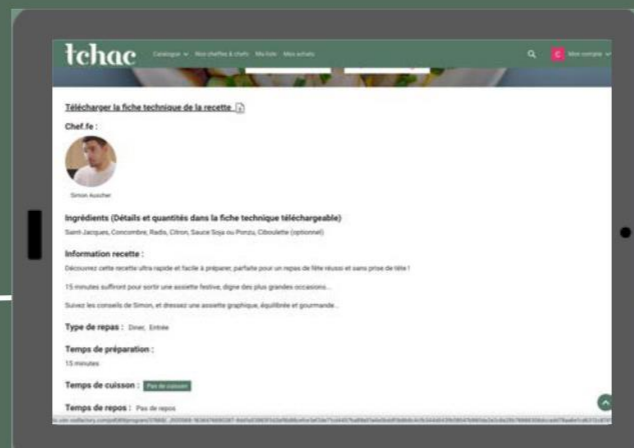 tchac
Catalogue Nos cheffes & chefs Ma liste Mes achats Mon compte
Télécharger la fiche technique de la recette
Chef.fe :
Simon Auscher
Ingrédients (Détails et quantités dans la fiche technique téléchargeable)
Saint-Jacques, Concombre, Radis, Citron, Sauce Soja ou Ponzu, Ciboulette (optionnel)
Information recette :
Découvrez cette recette ultra rapide et facile à préparer, parfaite pour un repas de fête réussi et sans prise de tête !
15 minutes suffiront pour sortir une assiette festive, digne des plus grandes occasions...
Suivez les conseils de Simon, et dressez une assiette graphique, équilibrée et gourmande...
Type de repas : Diner, Entrée
Temps de préparation :
15 minutes
Temps de cuisson : Pas de cuisson
Temps de repos : Pas de repos